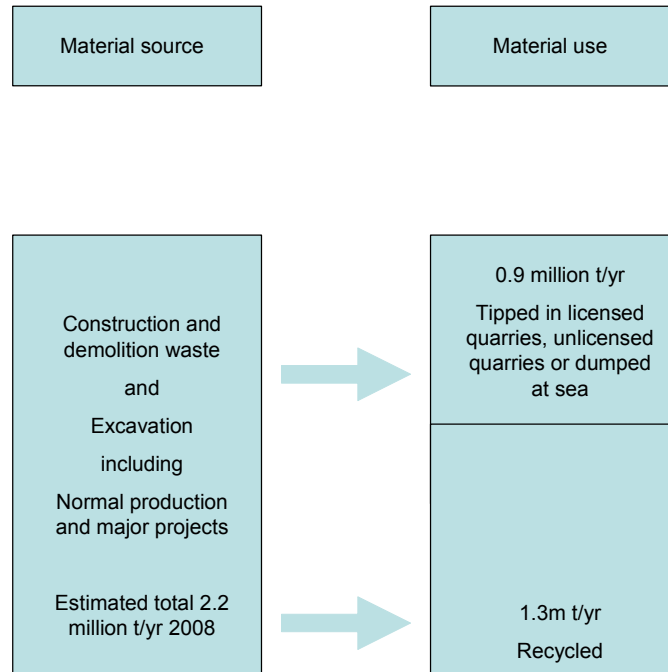 Material source
Material use
Construction and
demolition waste
and
Excavation
including
Normal production
and major projects
Estimated total 2.2
million t/yr 2008
0.9 million t/yr
Tipped in licensed
quarries, unlicensed
quarries or dumped
at sea
1.3m t/yr
Recycled